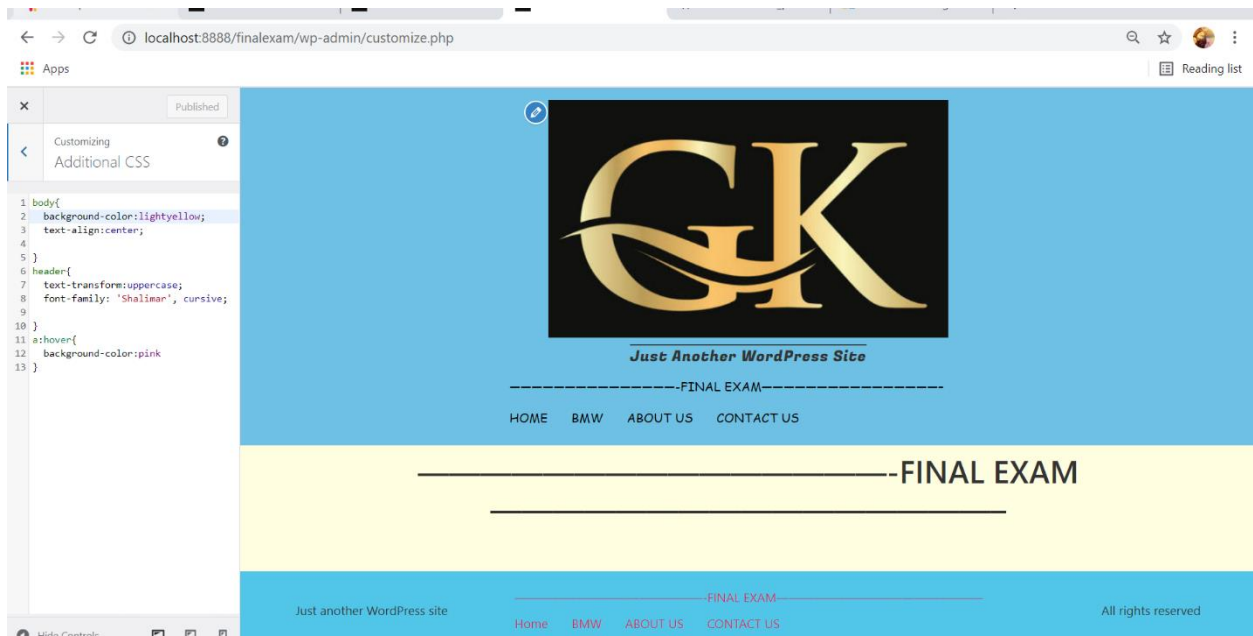 localhost:8888/finalexam/wp-admin/customize.php
Apps
Reading list
Published
Customizing
Additional CSS
1 body{
2 background-color:lightyellow;
3 text-align:center;
4
5 }
6 header{
7 text-transform:uppercase;
8 font-family: 'Shalimar', cursive;
9
10 }
11 a:hover{
12 background-color:pink
13 }
Hide Controls
GK
Just Another WordPress Site
————————————————-FINAL EXAM—————————————————-
HOME BMW ABOUT US CONTACT US
————————————————-FINAL EXAM
—————————————————
Just another WordPress site
————————————————-FINAL EXAM—————————————————-
Home BMW ABOUT US CONTACT US
All rights reserved